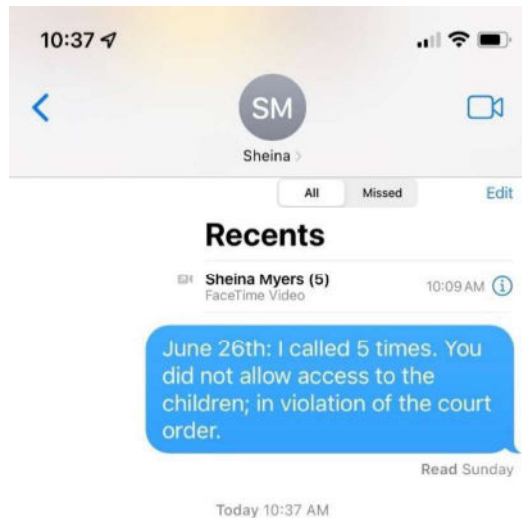 10:37
SM
Sheina
All Missed Edit
Recents
Sheina Myers (5)
FaceTime Video
10:09 AM
June 26th: I called 5 times. You
did not allow access to the
children; in violation of the court
order.
Read Sunday
Today 10:37 AM